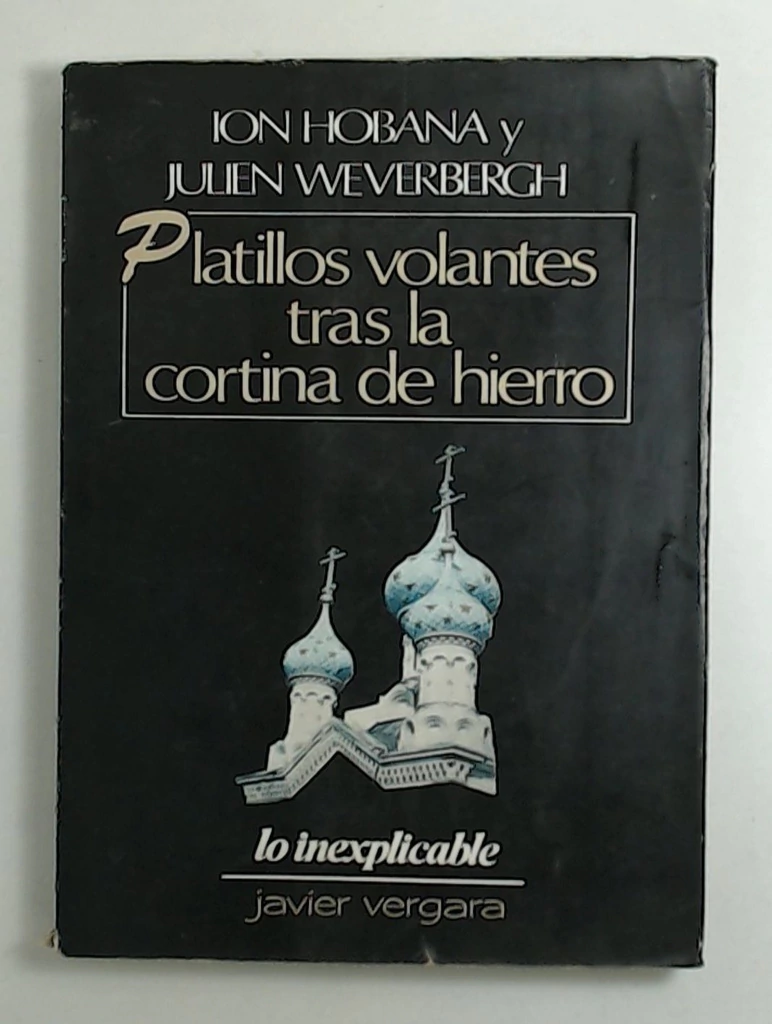 ION HOBANA y
JULIEN WEVERBERGH
Platillos volantes
tras la
cortina de hierro
lo inexplicable
javier vergara